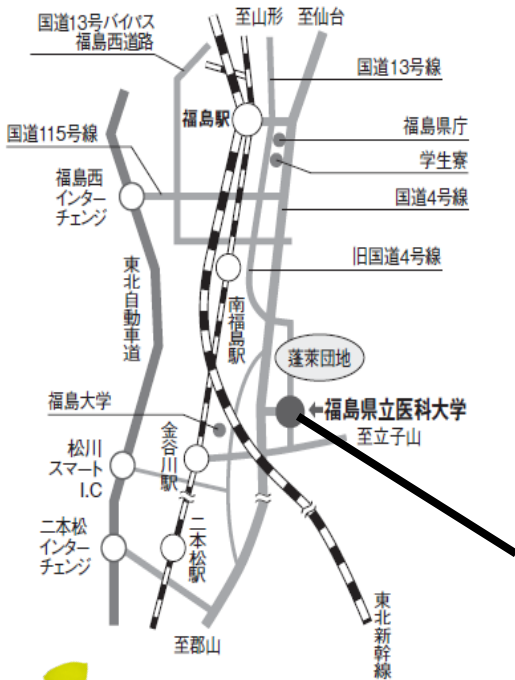 至山形
至仙台
国道13号バイパス
福島西道路
国道13号線
福島駅
福島県庁
国道115号線
学生寮
福島西
インター
チェンジ
国道4号線
東北自動車道
旧国道4号線
南福島駅
蓬莱団地
福島大学
←福島県立医科大学
金谷川駅
至立子山
松川
スマート
I.C
二本松
インター
チェンジ
二本松駅
東北新幹線
至郡山